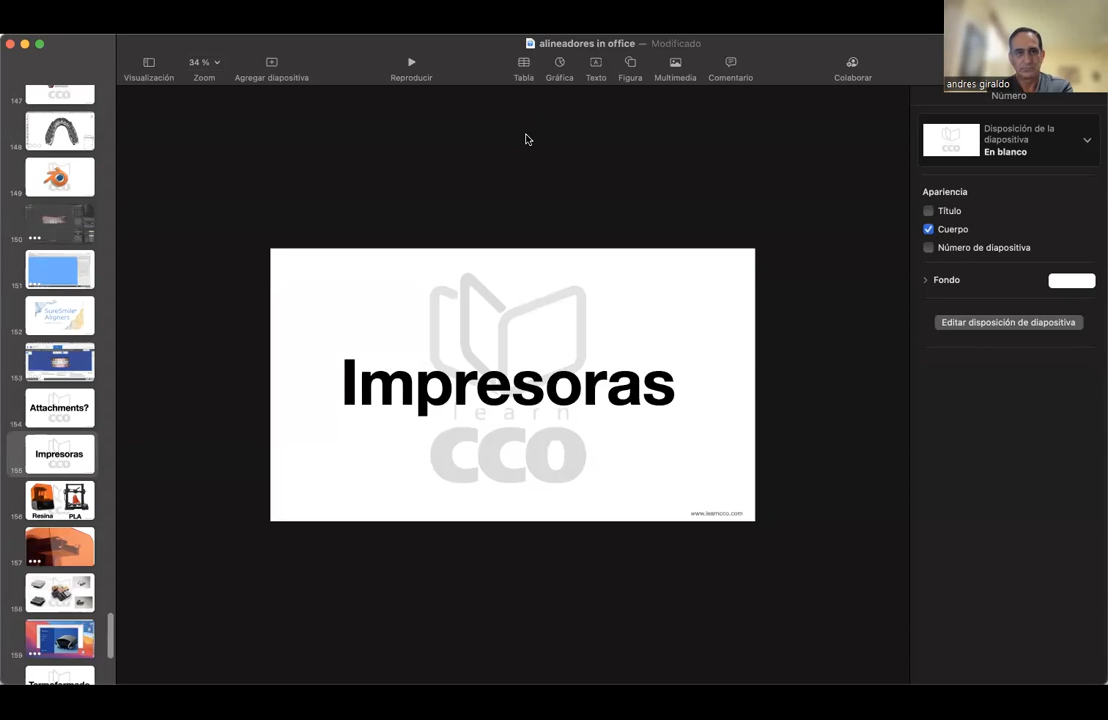 alineadores in office — Modificado
34 %
Visualización
Zoom
Agregar diapositiva
Reproducir
Tabla
Gráfica
Texto
Figura
Multimedia
Comentario
Colaborar
andres giraldo
Número
Disposición de la
diapositiva
En blanco
Apariencia
Título
Cuerpo
Número de diapositiva
Fondo
Editar disposición de diapositiva
147
148
149
150
151
SureSmile
Aligners
152
153
Attachments?
CCO
154
Impresoras
CCO
155
Resina
PLA
156
157
158
159
Impresoras
learn
CCO
www.learncco.com